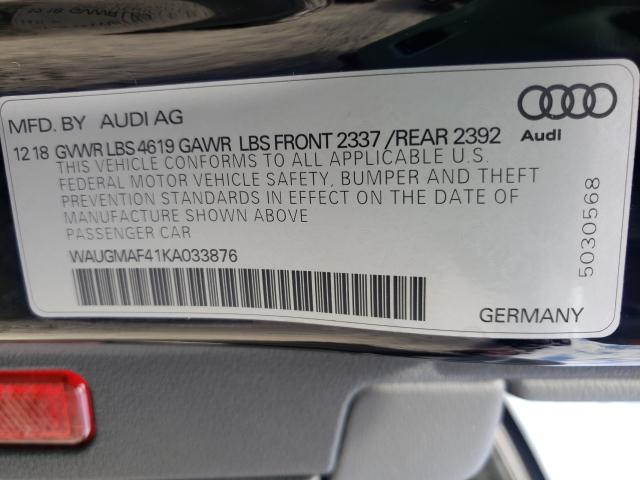 MFD. BY AUDI AG
Audi
12 18 GVWR LBS 4619 GAWR LBS FRONT 2337 /REAR 2392
THIS VEHICLE CONFORMS TO ALL APPLICABLE U.S.
FEDERAL MOTOR VEHICLE SAFETY, BUMPER AND THEFT
PREVENTION STANDARDS IN EFFECT ON THE DATE OF
MANUFACTURE SHOWN ABOVE
PASSENGER CAR
WAUGMAF41KA033876
5030568
GERMANY